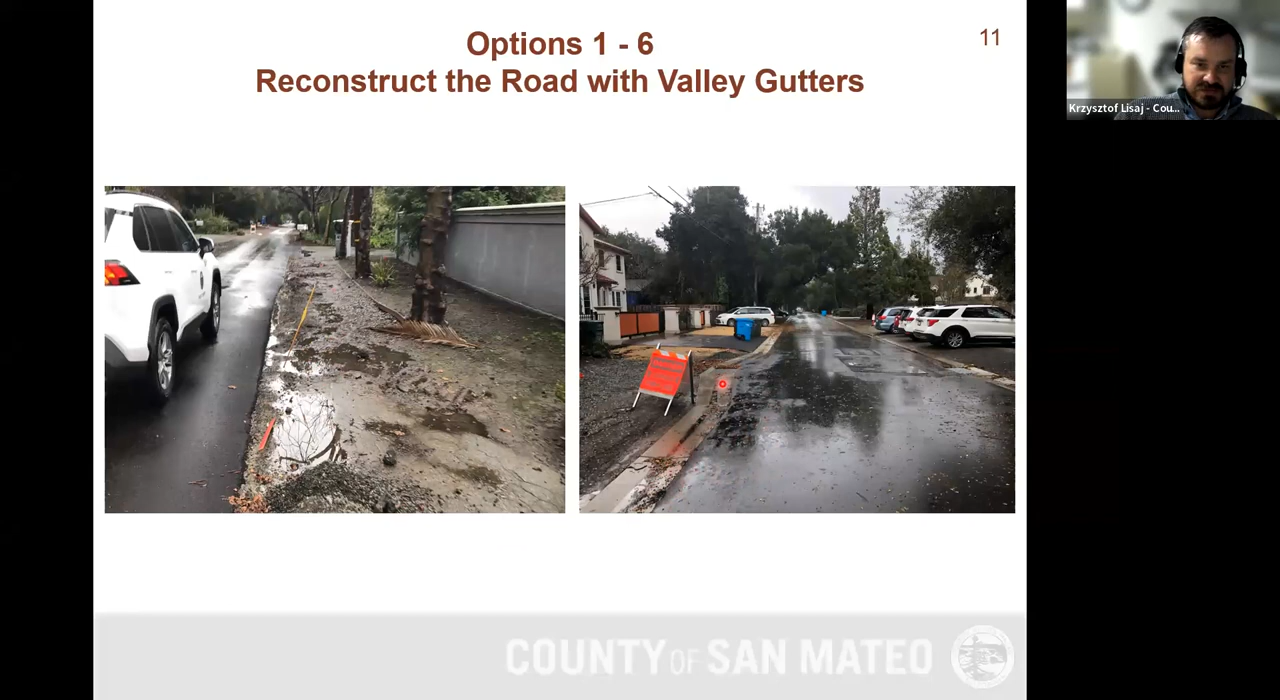 Options 1 - 6
Reconstruct the Road with Valley Gutters
11
Krzysztof Lisaj - Cou...
COUNTY OF SAN MATEO